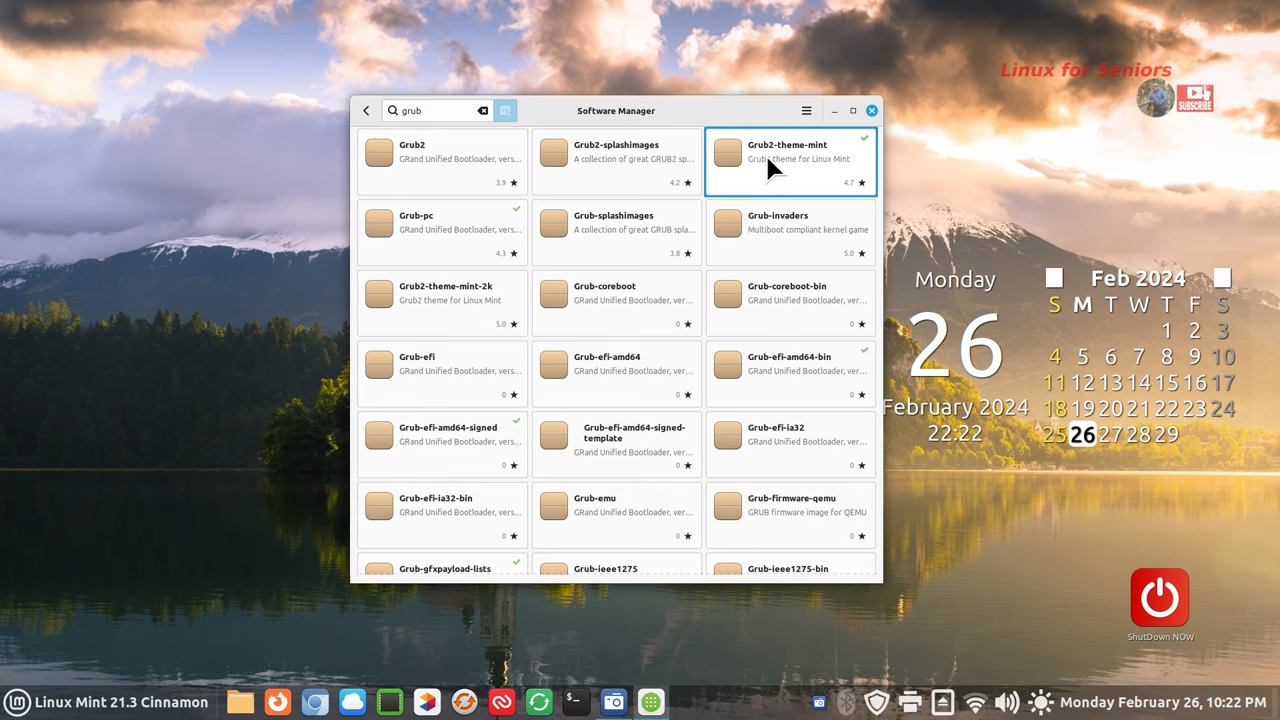 Linux for Seniors
SUBSCRIBE
grub
Software Manager
Grub2
GRand Unified Bootloader, vers...
3.9 ★
Grub2-splashimages
A collection of great GRUB2 sp...
4.2 ★
Grub2-theme-mint
Grub2 theme for Linux Mint
4.7 ★
Grub-pc
GRand Unified Bootloader, vers...
4.3 ★
Grub-splashimages
A collection of great GRUB spla...
3.8 ★
Grub-invaders
Multiboot compliant kernel game
5.0 ★
Grub2-theme-mint-2k
Grub2 theme for Linux Mint
5.0 ★
Grub-coreboot
GRand Unified Bootloader, ver...
0 ★
Grub-coreboot-bin
GRand Unified Bootloader, ver...
0 ★
Grub-efi
GRand Unified Bootloader, ver...
0 ★
Grub-efi-amd64
GRand Unified Bootloader, ver...
0 ★
Grub-efi-amd64-bin
GRand Unified Bootloader, ver...
0 ★
Grub-efi-amd64-signed
GRand Unified Bootloader, ver...
0 ★
Grub-efi-amd64-signed-
template
GRand Unified Bootloader, ver...
0 ★
Grub-efi-ia32
GRand Unified Bootloader, ver...
0 ★
Grub-efi-ia32-bin
GRand Unified Bootloader, ver...
0 ★
Grub-emu
GRand Unified Bootloader, ver...
0 ★
Grub-firmware-qemu
GRUB firmware image for QEMU
0 ★
Grub-gfxpayload-lists
Grub-ieee1275
Grub-ieee1275-bin
Monday
26
February 2024
22:22
Feb 2024
S M T W T F S
1 2 3
4 5 6 7 8 9 10
11 12 13 14 15 16 17
18 19 20 21 22 23 24
25 26 27 28 29
ShutDown NOW
Linux Mint 21.3 Cinnamon
Monday February 26, 10:22 PM